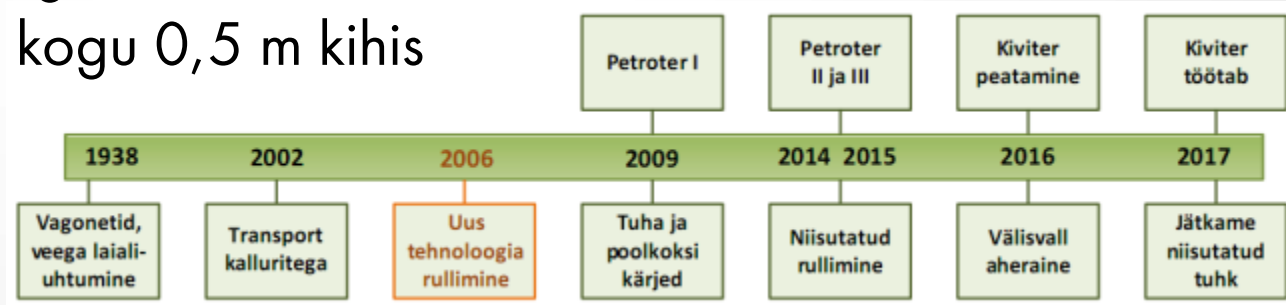 kogu 0,5 m kihis
Petroter I
Petroter
II ja III
Kiviter
peatamine
Kiviter
töötab
1938
2002
2006
2009
2014 2015
2016
2017
Vagonetid,
veega laiali-
uhtumine
Transport
kalluritega
Uus
tehnoloogia
rullimine
Tuha ja
poolkoksi
kärjed
Niisutatud
rullimine
Välisvall
aheraine
Jätkame
niisutatud
tuhk